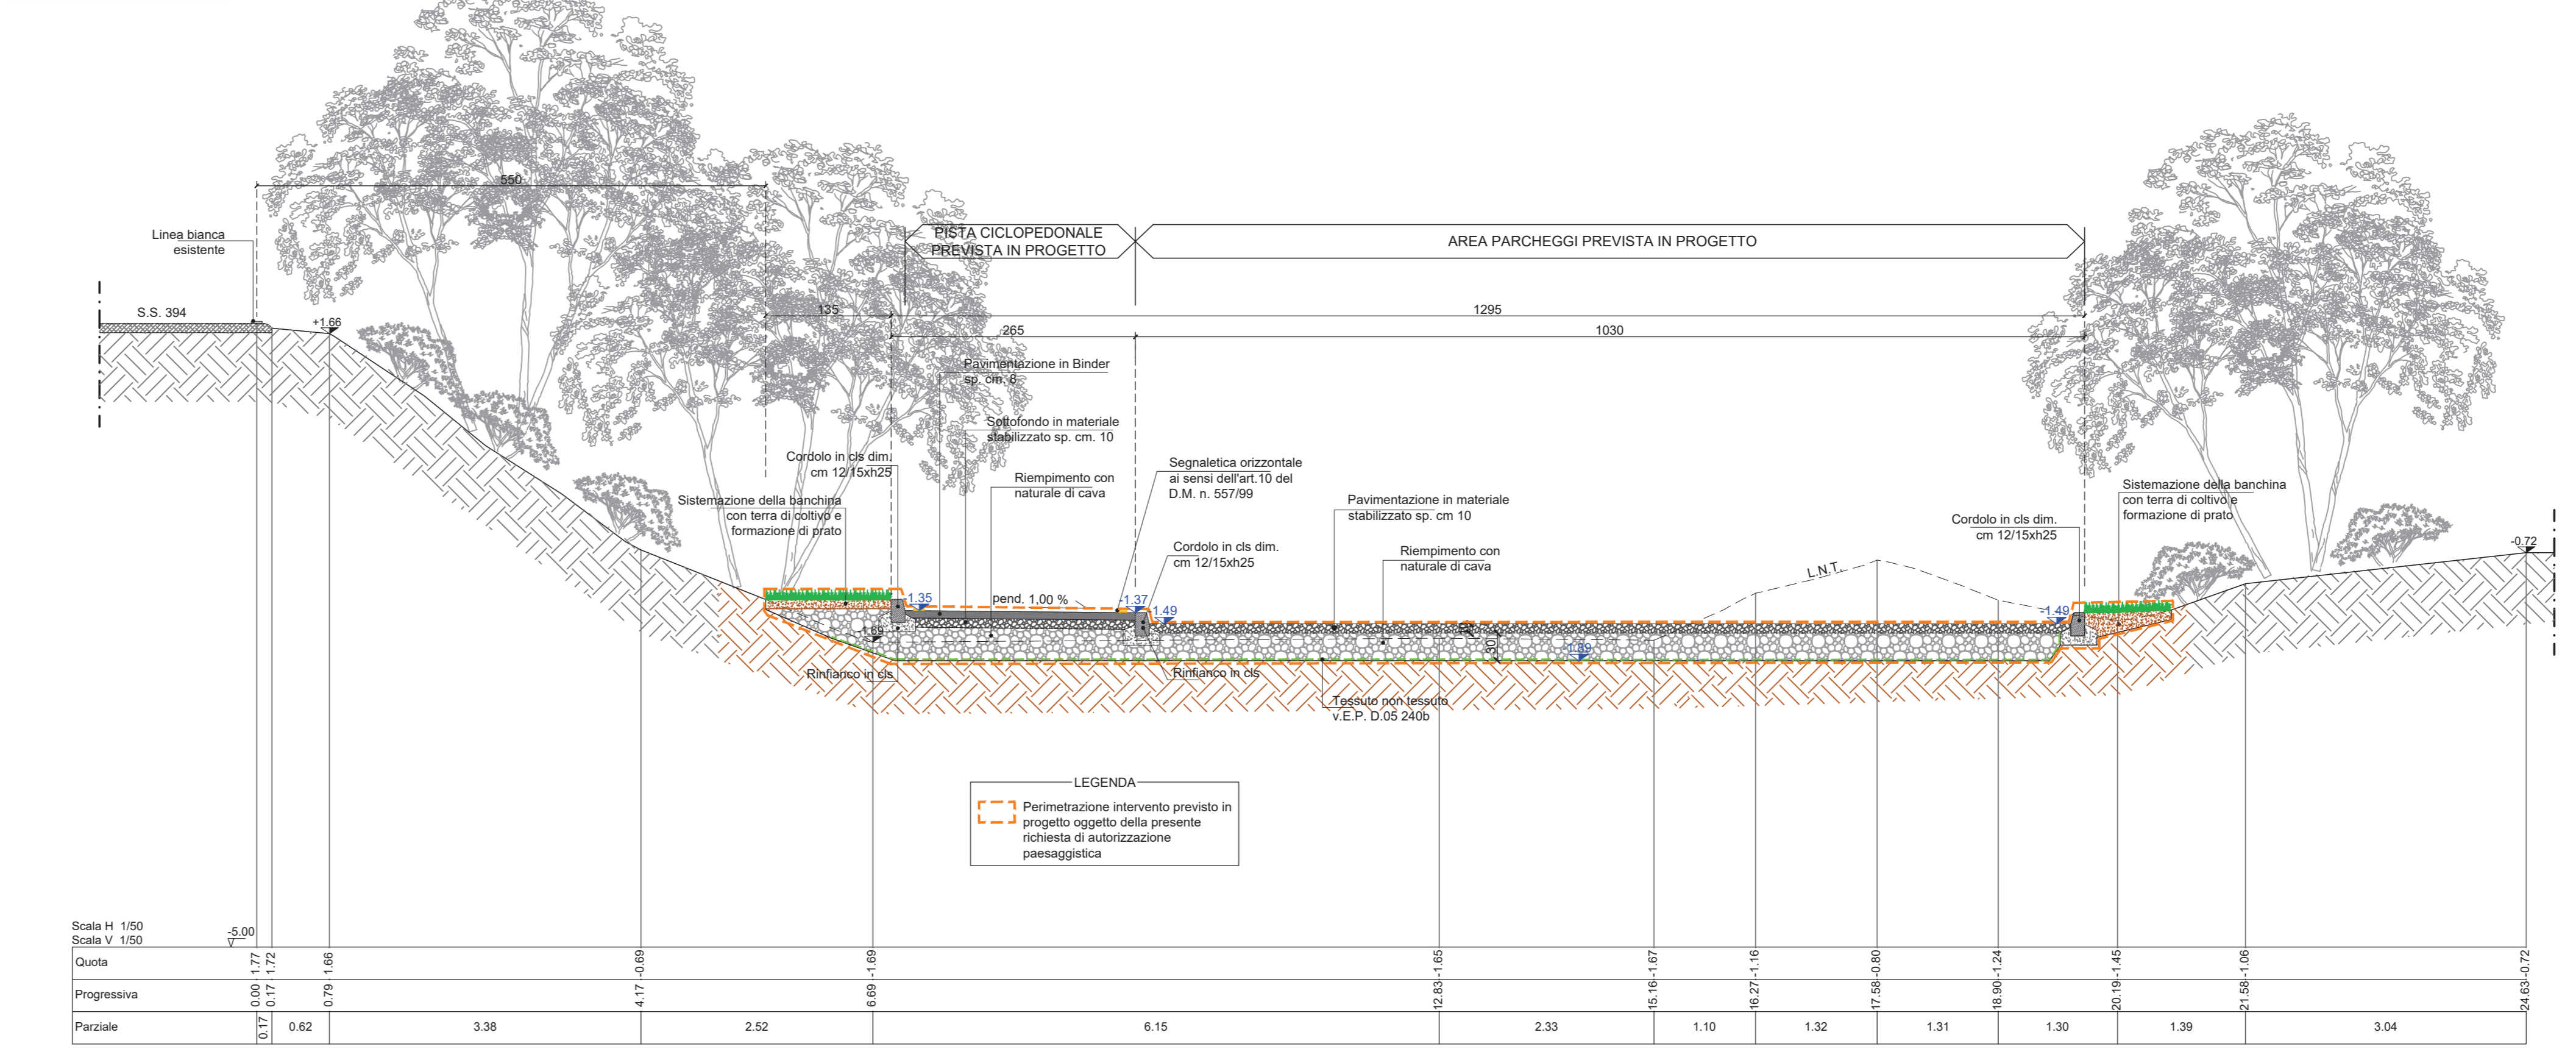 550
Linea bianca
esistente
PISTA CICLOPEDONALE
PREVISTA IN PROGETTO
AREA PARCHEGGI PREVISTA IN PROGETTO
S.S. 394
+1.66
135
1295
265
1030
Pavimentazione in Binder
sp. cm. 8
Sottofondo in materiale
stabilizzato sp. cm. 10
Cordolo in cls dim.
cm 12/15xh25
Riempimento con
naturale di cava
Segnaletica orizzontale
ai sensi dell'art.10 del
D.M. n. 557/99
Sistemazione della banchina
con terra di coltivo e
formazione di prato
Pavimentazione in materiale
stabilizzato sp. cm 10
Sistemazione della banchina
con terra di coltivo e
formazione di prato
Cordolo in cls dim.
cm 12/15xh25
Cordolo in cls dim.
cm 12/15xh25
Riempimento con
naturale di cava
L.N.T.
-0.72
-1.35
pend. 1,00 %
-1.37
-1.49
-1.49
-1.69
30
-1.89
Rinfianco in cls
Rinfianco in cls
Tessuto non tessuto
v.E.P. D.05 240b
LEGENDA
Perimetrazione intervento previsto in
progetto oggetto della presente
richiesta di autorizzazione
paesaggistica
Scala H 1/50
Scala V 1/50
-5.00
Quota 1.77 1.72 1.66 -0.69 -1.69 -1.65 -1.67 -1.16 -0.80 -1.24 -1.45 -1.06 -0.72
Progressiva 0.00 0.17 0.79 4.17 6.69 12.83 15.16 16.27 17.58 18.90 20.19 21.58 24.63
Parziale 0.17 0.62 3.38 2.52 6.15 2.33 1.10 1.32 1.31 1.30 1.39 3.04